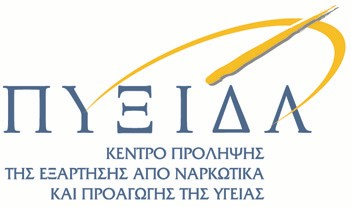 ΠΥΞΙΔΑ
ΚΕΝΤΡΟ ΠΡΟΛΗΨΗΣ
ΤΗΣ ΕΞΑΡΤΗΣΗΣ ΑΠΟ ΝΑΡΚΩΤΙΚΑ
ΚΑΙ ΠΡΟΑΓΩΓΗΣ ΤΗΣ ΥΓΕΙΑΣ